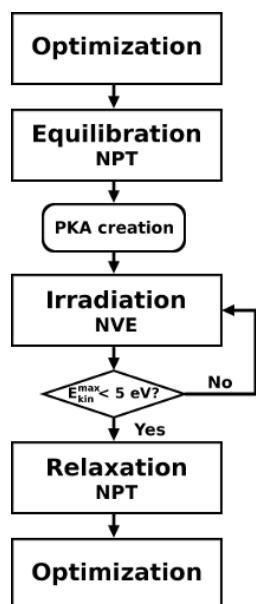 Optimization
Equilibration
NPT
PKA creation
Irradiation
NVE
E_kin^max < 5 eV?
No
Yes
Relaxation
NPT
Optimization